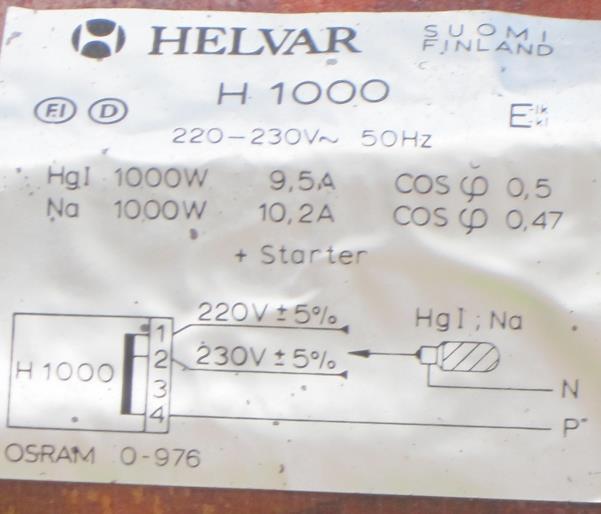 HELVAR
SUOMI
FINLAND
H 1000
FI D
E
220-230V~ 50Hz
HgI 1000W 9,5A COS φ 0,5
Na 1000W 10,2A COS φ 0,47
+ Starter
220V ± 5%
HgI ; Na
1
230V ± 5%
2
H 1000
3
N
4
P
OSRAM 0-976